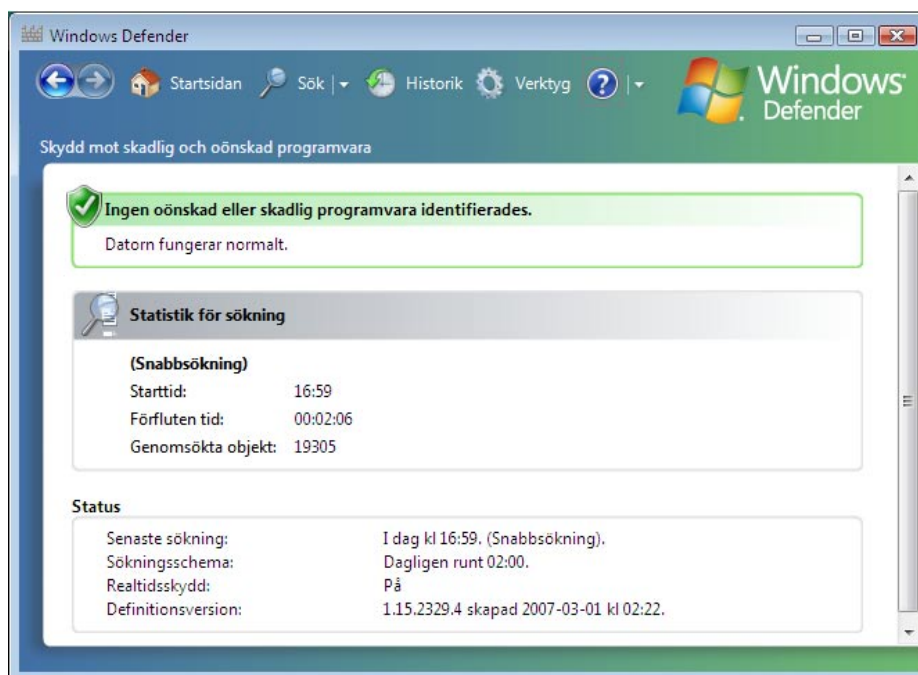 Windows Defender
Startsidan Sök Historik Verktyg ?
Windows
Defender
Skydd mot skadlig och oönskad programvara
Ingen oönskad eller skadlig programvara identifierades.
Datorn fungerar normalt.
Statistik för sökning
(Snabbsökning)
Starttid: 16:59
Förfluten tid: 00:02:06
Genomsökta objekt: 19305
Status
Senaste sökning: I dag kl 16:59. (Snabbsökning).
Sökningsschema: Dagligen runt 02:00.
Realtidsskydd: På
Definitionsversion: 1.15.2329.4 skapad 2007-03-01 kl 02:22.